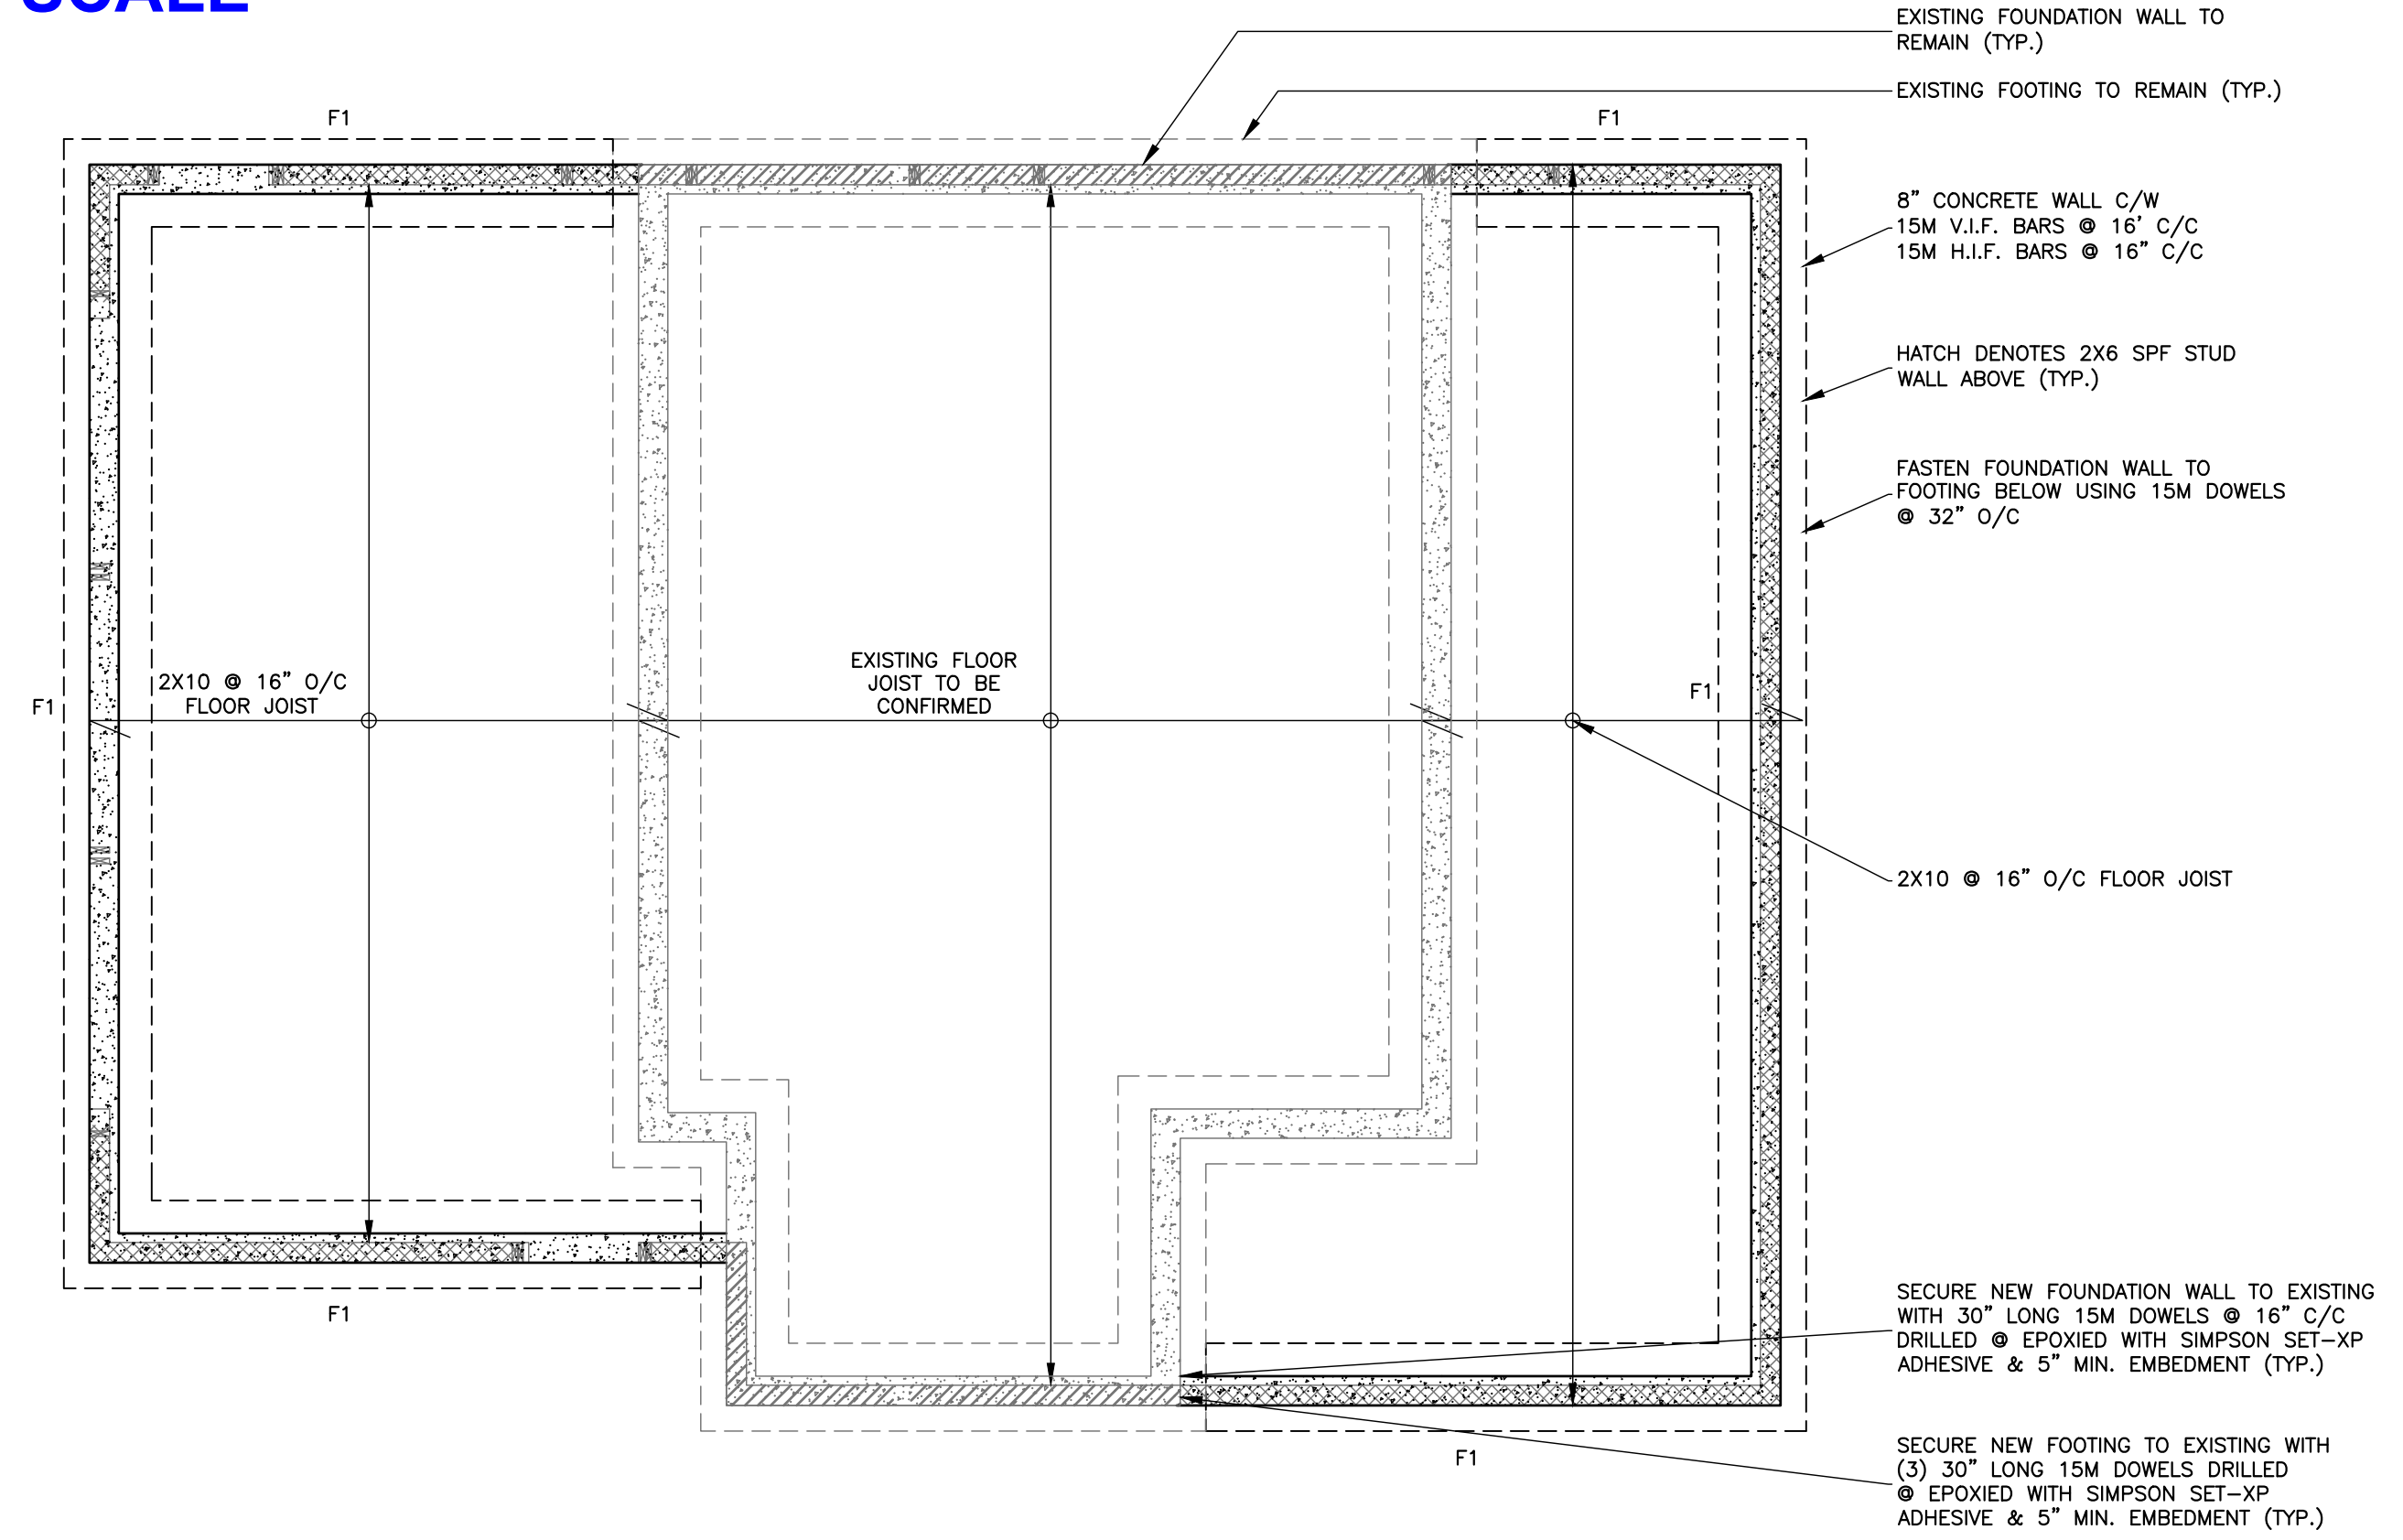 SCALE
EXISTING FOUNDATION WALL TO
REMAIN (TYP.)
EXISTING FOOTING TO REMAIN (TYP.)
F1
F1
8” CONCRETE WALL C/W
15M V.I.F. BARS @ 16’ C/C
15M H.I.F. BARS @ 16” C/C
HATCH DENOTES 2X6 SPF STUD
WALL ABOVE (TYP.)
FASTEN FOUNDATION WALL TO
FOOTING BELOW USING 15M DOWELS
@ 32” O/C
F1
2X10 @ 16” O/C
FLOOR JOIST
EXISTING FLOOR
JOIST TO BE
CONFIRMED
F1
2X10 @ 16” O/C FLOOR JOIST
F1
SECURE NEW FOUNDATION WALL TO EXISTING
WITH 30” LONG 15M DOWELS @ 16” C/C
DRILLED @ EPOXIED WITH SIMPSON SET-XP
ADHESIVE & 5” MIN. EMBEDMENT (TYP.)
F1
SECURE NEW FOOTING TO EXISTING WITH
(3) 30” LONG 15M DOWELS DRILLED
@ EPOXIED WITH SIMPSON SET-XP
ADHESIVE & 5” MIN. EMBEDMENT (TYP.)